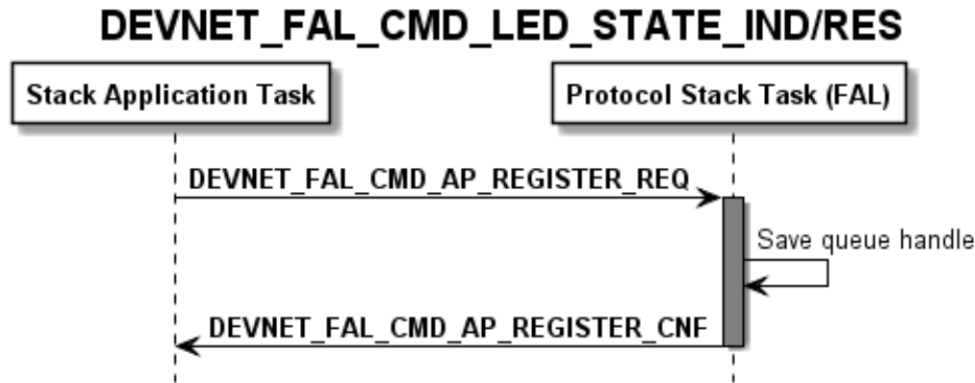 DEVNET_FAL_CMD_LED_STATE_IND/RES
Stack Application Task
Protocol Stack Task (FAL)
DEVNET_FAL_CMD_AP_REGISTER_REQ
Save queue handle
DEVNET_FAL_CMD_AP_REGISTER_CNF